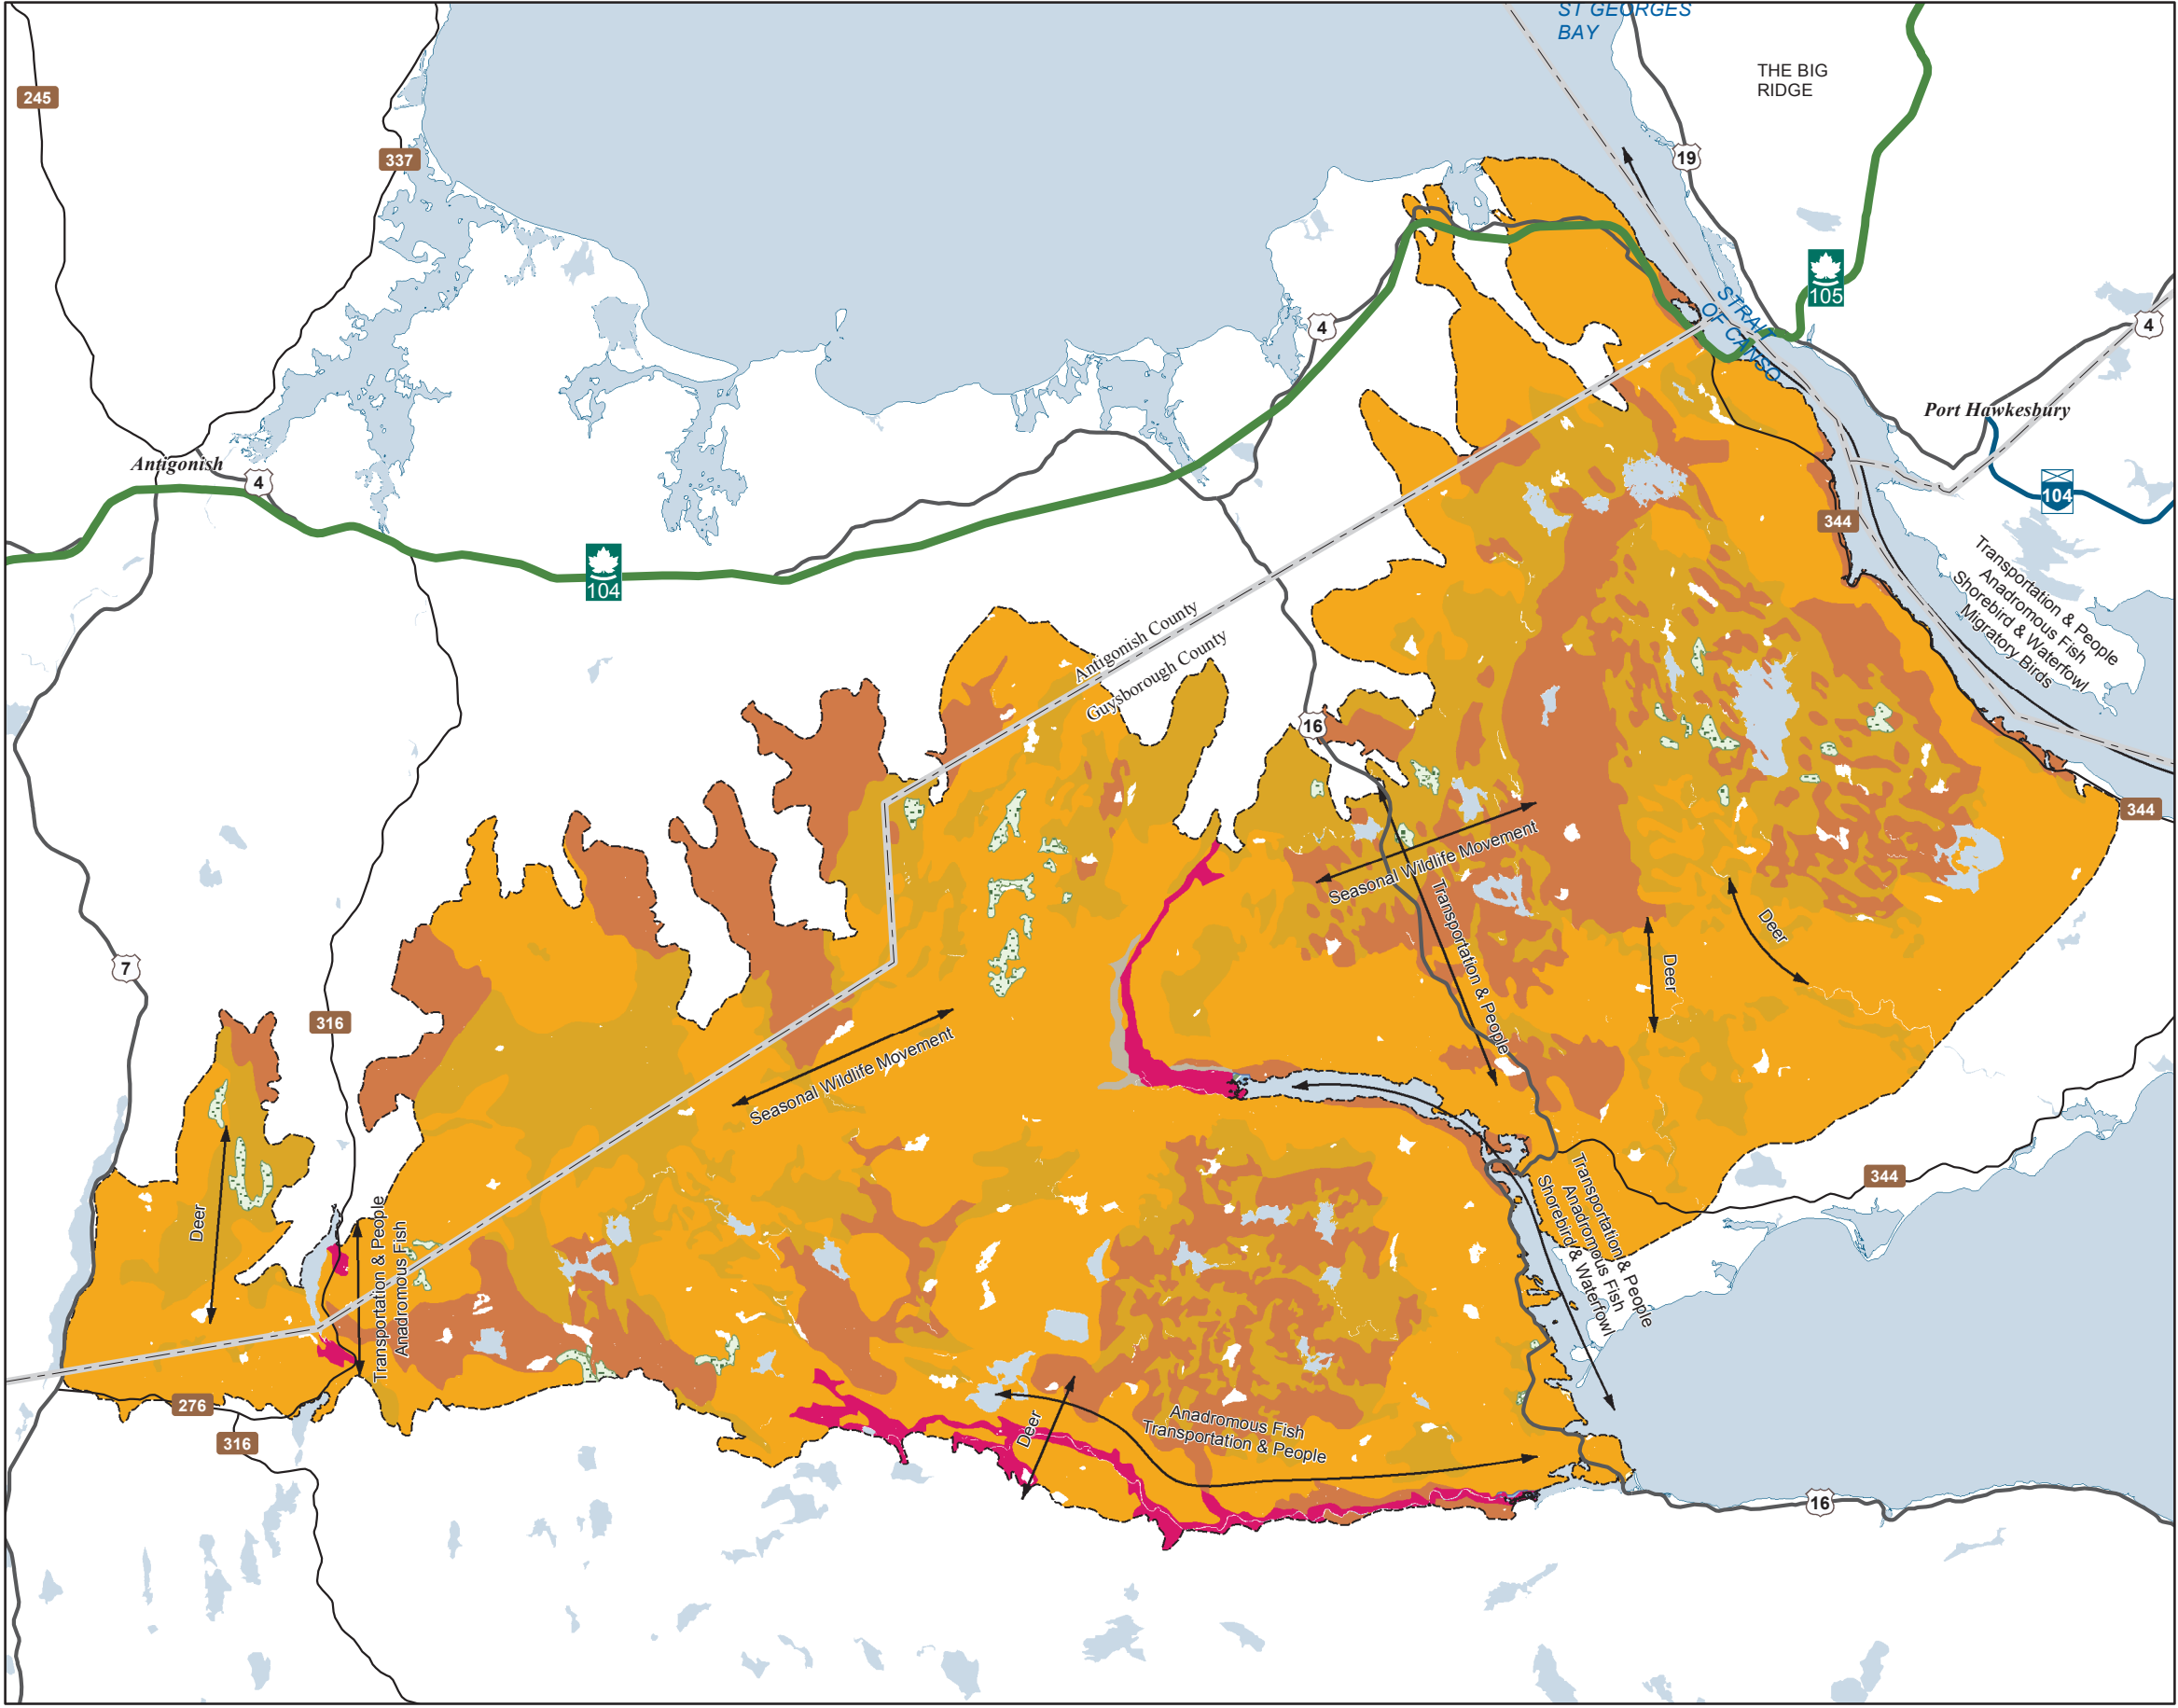 ST GEORGES
BAY
THE BIG
RIDGE
245
337
19
105
STRAIT
OF CANSO
4
4
Port Hawkesbury
Antigonish
4
104
344
104
Transportation & People
Anadromous Fish
Shorebird & Waterfowl
Migratory Birds
Antigonish County
Guysborough County
16
344
Seasonal Wildlife Movement
Transportation & People
Deer
Deer
7
316
Seasonal Wildlife Movement
Deer
Transportation & People
Anadromous Fish
Transportation & People
Anadromous Fish
Shorebird & Waterfowl
344
276
316
Deer
Anadromous Fish
Transportation & People
16